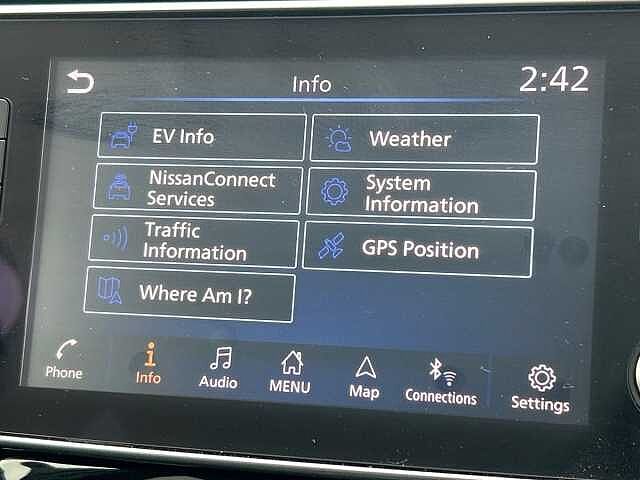 Info
2:42
EV Info
Weather
NissanConnect
Services
System
Information
Traffic
Information
GPS Position
Where Am I?
Phone
Info
Audio
MENU
Map
Connections
Settings